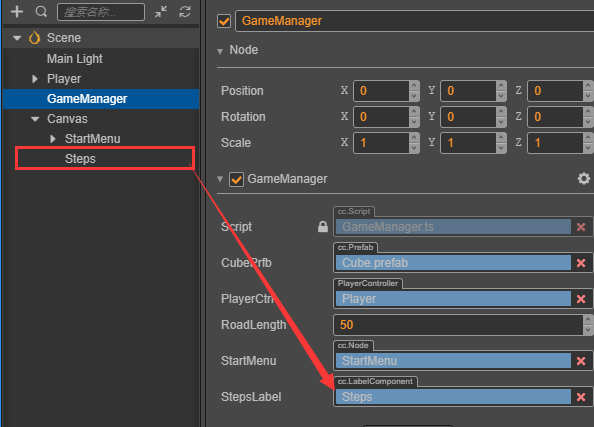 搜索名称...
Scene
Main Light
Player
GameManager
Canvas
StartMenu
Steps
GameManager
Node
Position X 0 Y 0 Z 0
Rotation X 0 Y 0 Z 0
Scale X 1 Y 1 Z 1
GameManager
cc.Script
Script GameManager.ts
cc.Prefab
CubePrfb Cube.prefab
PlayerController
PlayerCtrl Player
RoadLength 50
cc.Node
StartMenu StartMenu
cc.LabelComponent
StepsLabel Steps